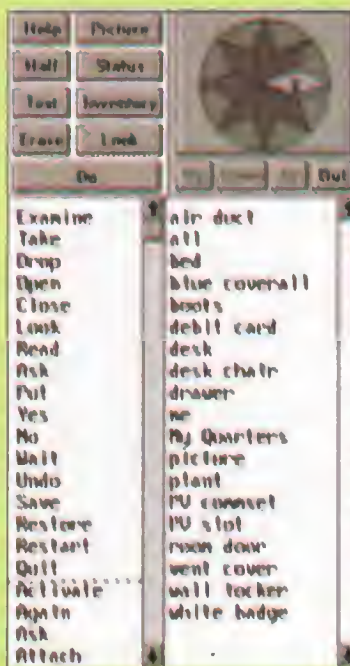 Help Picture
Half Status
Text Inventory
Erase Look
Do
Out
Examine
Take
Drop
Open
Close
Look
Read
Ask
Put
Yes
No
Wait
Undo
Save
Restore
Restart
Quit
Activate
Again
Ask
Attach
air duct
all
bed
blue coverall
boots
debit card
desk
desk chair
drawer
me
My Quarters
picture
plant
PV comset
PV slot
room door
vent cover
wall locker
white badge